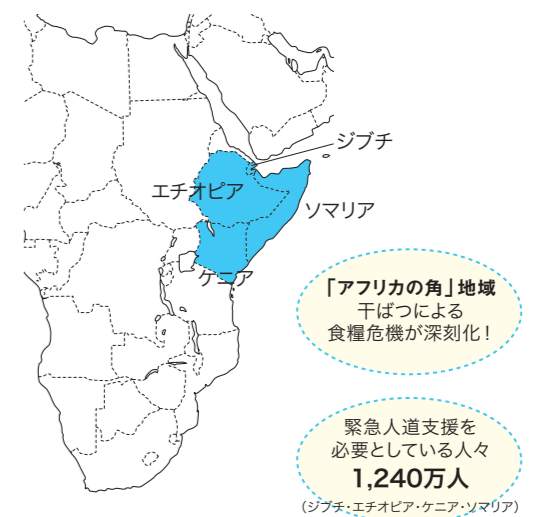 ジブチ
エチオピア
ソマリア
ケニア
「アフリカの角」地域
干ばつによる
食糧危機が深刻化！
緊急人道支援を
必要としている人々
1,240万人
（ジブチ・エチオピア・ケニア・ソマリア）